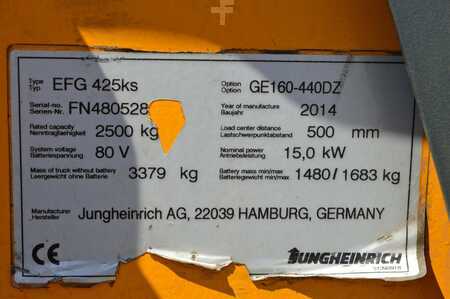 Type
Typ EFG 425ks Option
Option GE160-440DZ
Serial-no.
Serien-Nr. FN480528 Year of manufacture
Baujahr 2014
Rated capacity
Nenntragfähigkeit 2500 kg Load center distance
Lastschwerpunktabstand 500 mm
System voltage
Batteriespannung 80 V Nominal power
Antriebsleistung 15,0 kW
Mass of truck without battery
Leergewicht ohne Batterie 3379 kg Battery mass min/max
Batteriegewicht min/max 1480/1683 kg
Manufacturer
Hersteller Jungheinrich AG, 22039 HAMBURG, GERMANY
CE JUNGHEINRICH